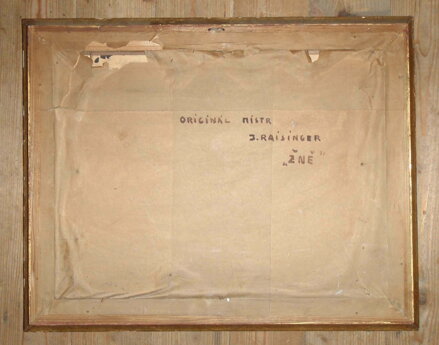 ORIGINÁL MISTR
J. RAISINGER
„ŽNĚ"